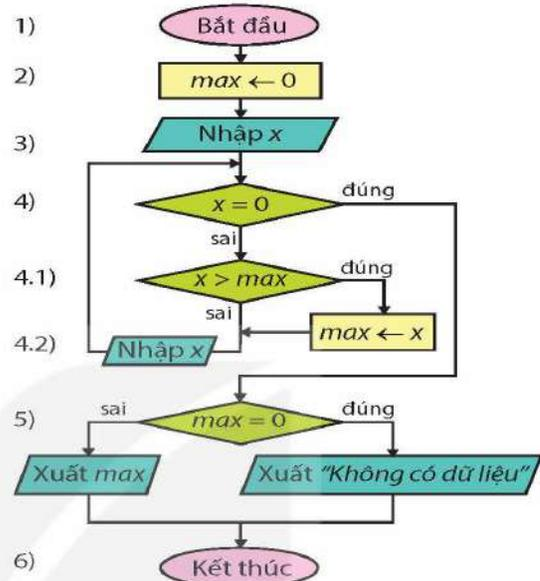 1) Bắt đầu
2) max ← 0
3) Nhập x
4) x = 0 đúng
sai
4.1) x > max đúng
sai
max ← x
4.2) Nhập x
5) sai max = 0 đúng
Xuất max Xuất "Không có dữ liệu"
6) Kết thúc